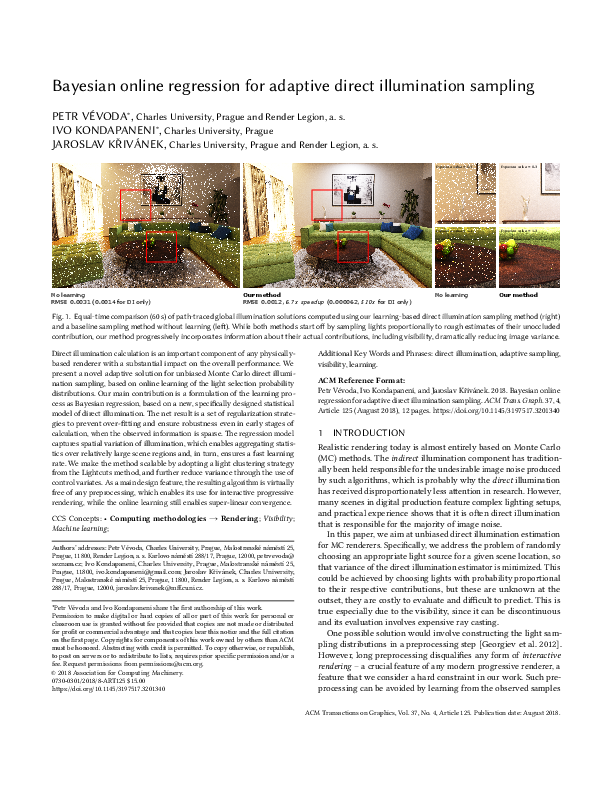 Bayesian online regression for adaptive direct illumination sampling
PETR VÉVODA*, Charles University, Prague and Render Legion, a. s.
IVO KONDAPANENI*, Charles University, Prague
JAROSLAV KŘIVÁNEK, Charles University, Prague and Render Legion, a. s.
No learning
RMSE 0.0031 (0.0014 for DI only)
Our method
RMSE 0.0012, 6.7x speedup (0.000062, 510x for DI only)
No learning
Our method
Fig. 1. Equal-time comparison (60 s) of path-traced global illumination solutions computed using our learning-based direct illumination sampling method (right)
and a baseline sampling method without learning (left). While both methods start off by sampling lights proportionally to rough estimates of their unoccluded
contribution, our method progressively incorporates information about their actual contributions, including visibility, dramatically reducing image variance.
Direct illumination calculation is an important component of any physically-
based renderer with a substantial impact on the overall performance. We
present a novel adaptive solution for unbiased Monte Carlo direct illumi-
nation sampling, based on online learning of the light selection probability
distributions. Our main contribution is a formulation of the learning pro-
cess as Bayesian regression, based on a new, specifically designed statistical
model of direct illumination. The net result is a set of regularization strate-
gies to prevent over-fitting and ensure robustness even in early stages of
calculation, when the observed information is sparse. The regression model
captures spatial variation of illumination, which enables aggregating statis-
tics over relatively large scene regions and, in turn, ensures a fast learning
rate. We make the method scalable by adopting a light clustering strategy
from the Lightcuts method, and further reduce variance through the use of
control variates. As a main design feature, the resulting algorithm is virtually
free of any preprocessing, which enables its use for interactive progressive
rendering, while the online learning still enables super-linear convergence.
CCS Concepts: • Computing methodologies → Rendering; Visibility;
Machine learning;
Authors' addresses: Petr Vévoda, Charles University, Prague, Malostranské náměstí 25,
Prague, 11800, Render Legion, a. s. Karlovo náměstí 288/17, Prague, 12000, petrvevoda@
seznam.cz; Ivo Kondapaneni, Charles University, Prague, Malostranské náměstí 25,
Prague, 11800, ivo.kondapaneni@gmail.com; Jaroslav Křivánek, Charles University,
Prague, Malostranské náměstí 25, Prague, 11800, Render Legion, a. s. Karlovo náměstí
288/17, Prague, 12000, jaroslav.krivanek@mff.cuni.cz.
*Petr Vévoda and Ivo Kondapaneni share the first authorship of this work.
Permission to make digital or hard copies of all or part of this work for personal or
classroom use is granted without fee provided that copies are not made or distributed
for profit or commercial advantage and that copies bear this notice and the full citation
on the first page. Copyrights for components of this work owned by others than ACM
must be honored. Abstracting with credit is permitted. To copy otherwise, or republish,
to post on servers or to redistribute to lists, requires prior specific permission and/or a
fee. Request permissions from permissions@acm.org.
© 2018 Association for Computing Machinery.
0730-0301/2018/8-ART125 $15.00
https://doi.org/10.1145/3197517.3201340
Additional Key Words and Phrases: direct illumination, adaptive sampling,
visibility, learning.
ACM Reference Format:
Petr Vévoda, Ivo Kondapaneni, and Jaroslav Křivánek. 2018. Bayesian online
regression for adaptive direct illumination sampling. ACM Trans. Graph. 37, 4,
Article 125 (August 2018), 12 pages. https://doi.org/10.1145/3197517.3201340
1 INTRODUCTION
Realistic rendering today is almost entirely based on Monte Carlo
(MC) methods. The indirect illumination component has tradition-
ally been held responsible for the undesirable image noise produced
by such algorithms, which is probably why the direct illumination
has received disproportionately less attention in research. However,
many scenes in digital production feature complex lighting setups,
and practical experience shows that it is often direct illumination
that is responsible for the majority of image noise.
In this paper, we aim at unbiased direct illumination estimation
for MC renderers. Specifically, we address the problem of randomly
choosing an appropriate light source for a given scene location, so
that variance of the direct illumination estimator is minimized. This
could be achieved by choosing lights with probability proportional
to their respective contributions, but these are unknown at the
outset, they are costly to evaluate and difficult to predict. This is
true especially due to the visibility, since it can be discontinuous
and its evaluation involves expensive ray casting.
One possible solution would involve constructing the light sam-
pling distributions in a preprocessing step [Georgiev et al. 2012].
However, long preprocessing disqualifies any form of interactive
rendering – a crucial feature of any modern progressive renderer, a
feature that we consider a hard constraint in our work. Such pre-
processing can be avoided by learning from the observed samples
ACM Transactions on Graphics, Vol. 37, No. 4, Article 125. Publication date: August 2018.